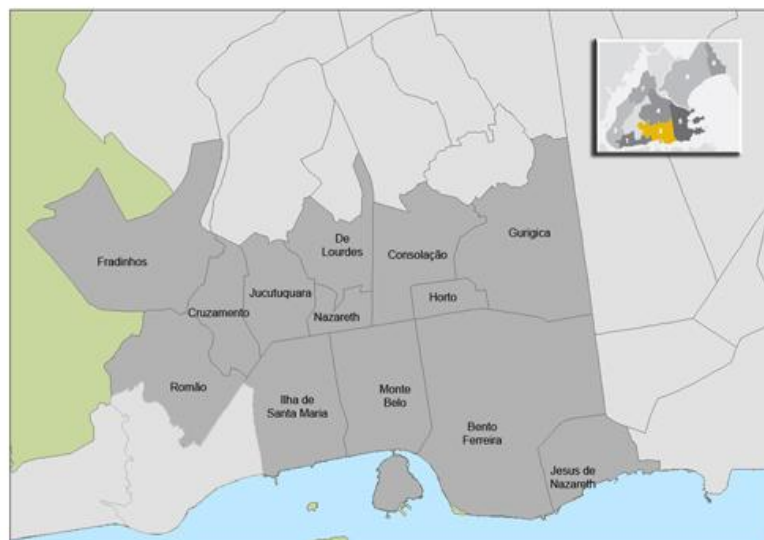 De
Lourdes
Gurigica
Consolação
Fradinhos
Jucutuquara
Horto
Cruzamento
Nazareth
Romão
Ilha de
Santa Maria
Monte
Belo
Bento
Ferreira
Jesus de
Nazareth